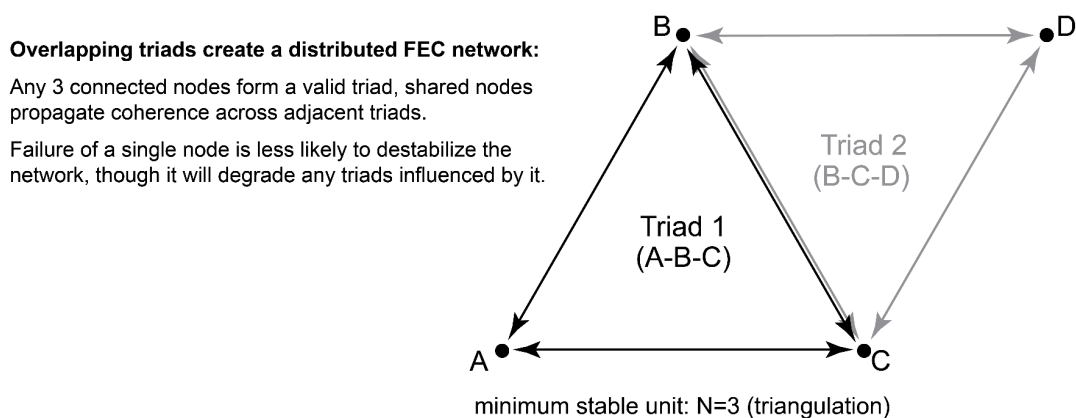 Overlapping triads create a distributed FEC network:
Any 3 connected nodes form a valid triad, shared nodes
propagate coherence across adjacent triads.
Failure of a single node is less likely to destabilize the
network, though it will degrade any triads influenced by it.
B
D
Triad 2
(B-C-D)
Triad 1
(A-B-C)
A
C
minimum stable unit: N=3 (triangulation)